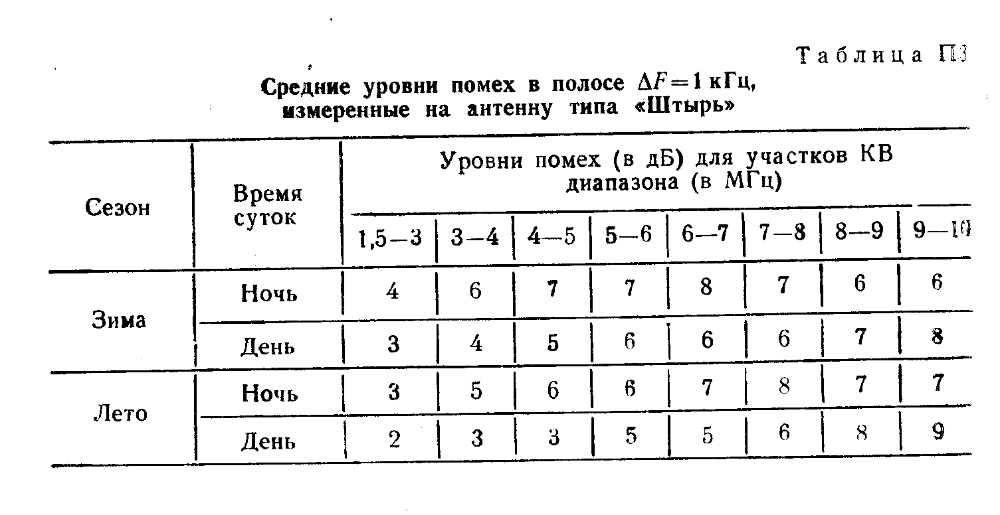 Таблица П3
Средние уровни помех в полосе ΔF=1 кГц,
измеренные на антенну типа «Штырь»
Сезон
Время
суток
Уровни помех (в дБ) для участков КВ
диапазона (в МГц)
1,5—3 3—4 4—5 5—6 6—7 7—8 8—9 9—10
Зима
Ночь 4 6 7 7 8 7 6 6
День 3 4 5 6 6 6 7 8
Лето
Ночь 3 5 6 6 7 8 7 7
День 2 3 3 5 5 6 8 9